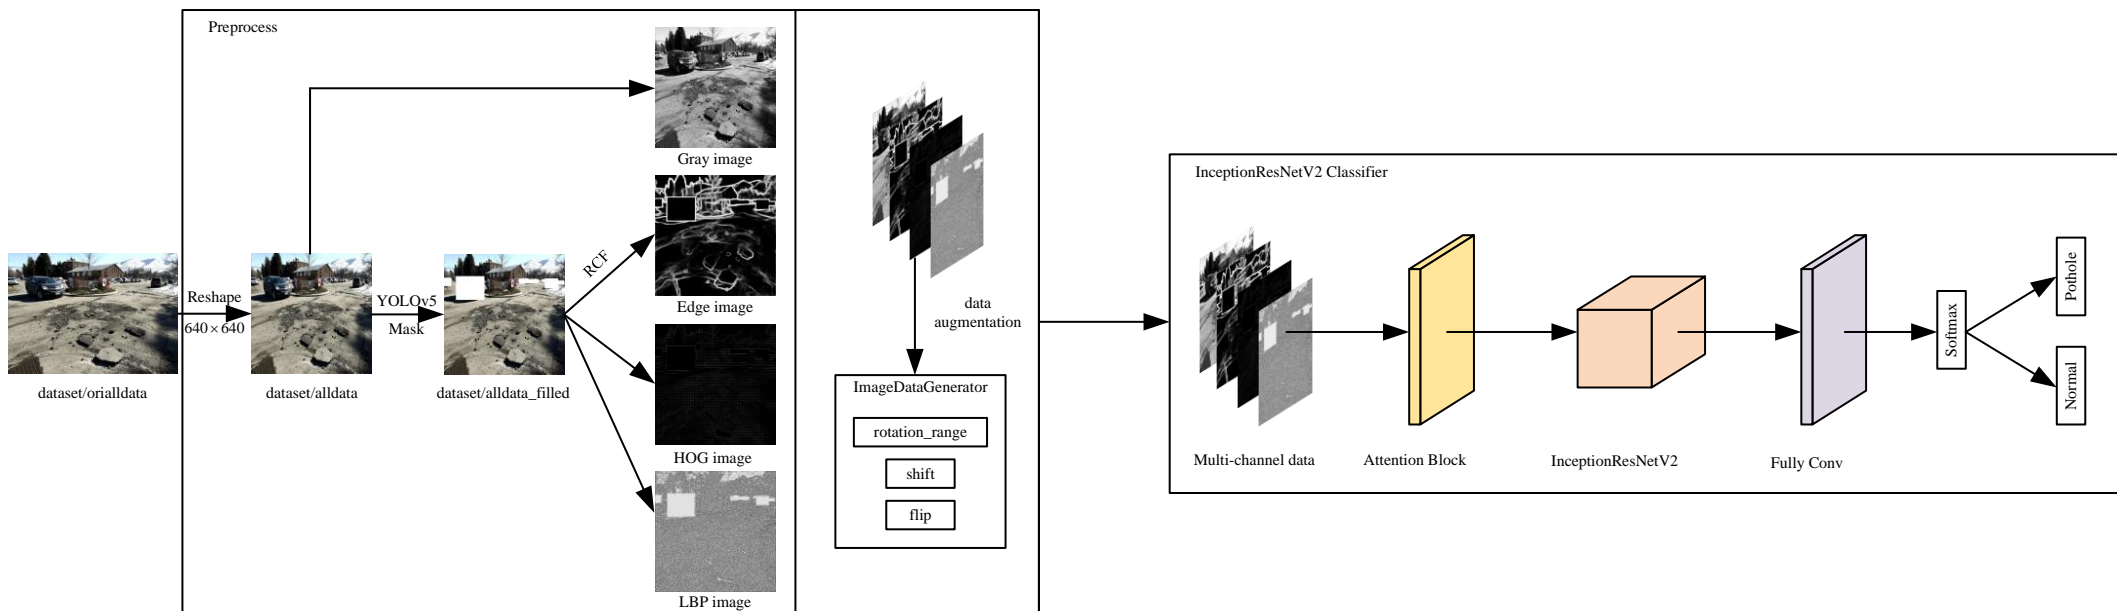 Preprocess
Gray image
RCF
Edge image
Reshape
640×640
YOLOv5
Mask
dataset/orialldata
dataset/alldata
dataset/alldata_filled
HOG image
LBP image
data
augmentation
ImageDataGenerator
rotation_range
shift
flip
InceptionResNetV2 Classifier
Multi-channel data
Attention Block
InceptionResNetV2
Fully Conv
Softmax
Pothole
Normal